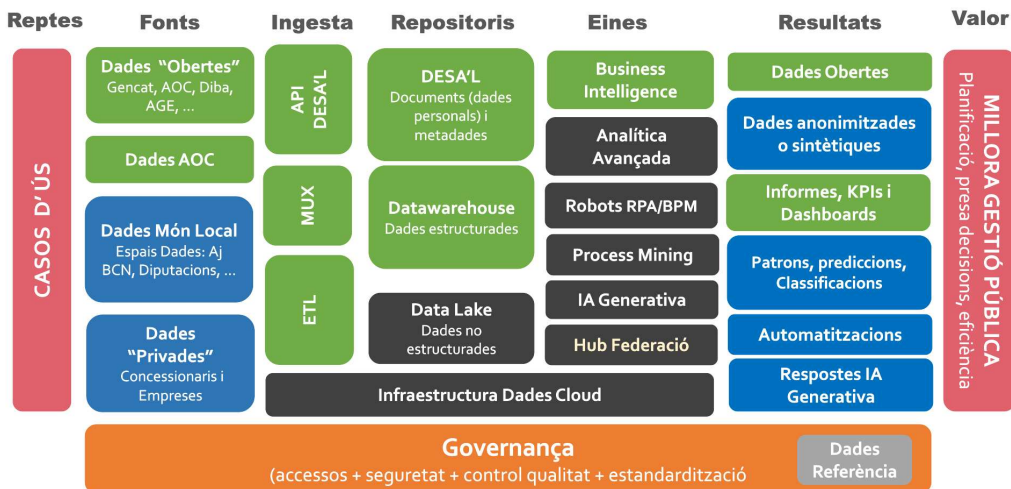 Reptes
Fonts
Ingesta
Repositoris
Eines
Resultats
Valor
CASOS D'ÚS
Dades "Obertes"
Gencat, AOC, Diba,
AGE, ...
Dades AOC
Dades Món Local
Espais Dades: Aj
BCN, Diputacions, ...
Dades
"Privades"
Concessionaris i
Empreses
API
DESA'L
MUX
ETL
DESA'L
Documents (dades
personals) i
metadades
Datawarehouse
Dades estructurades
Data Lake
Dades no
estructurades
Infraestructura Dades Cloud
Business
Intelligence
Analítica
Avançada
Robots RPA/BPM
Process Mining
IA Generativa
Hub Federació
Dades Obertes
Dades anonimitzades
o sintètiques
Informes, KPIs i
Dashboards
Patrons, prediccions,
Classificacions
Automatitzacions
Respostes IA
Generativa
MILLORA GESTIÓ PÚBLICA
Planificació, presa decisions, eficiència
Governança
(accessos + seguretat + control qualitat + estandardització
Dades
Referència